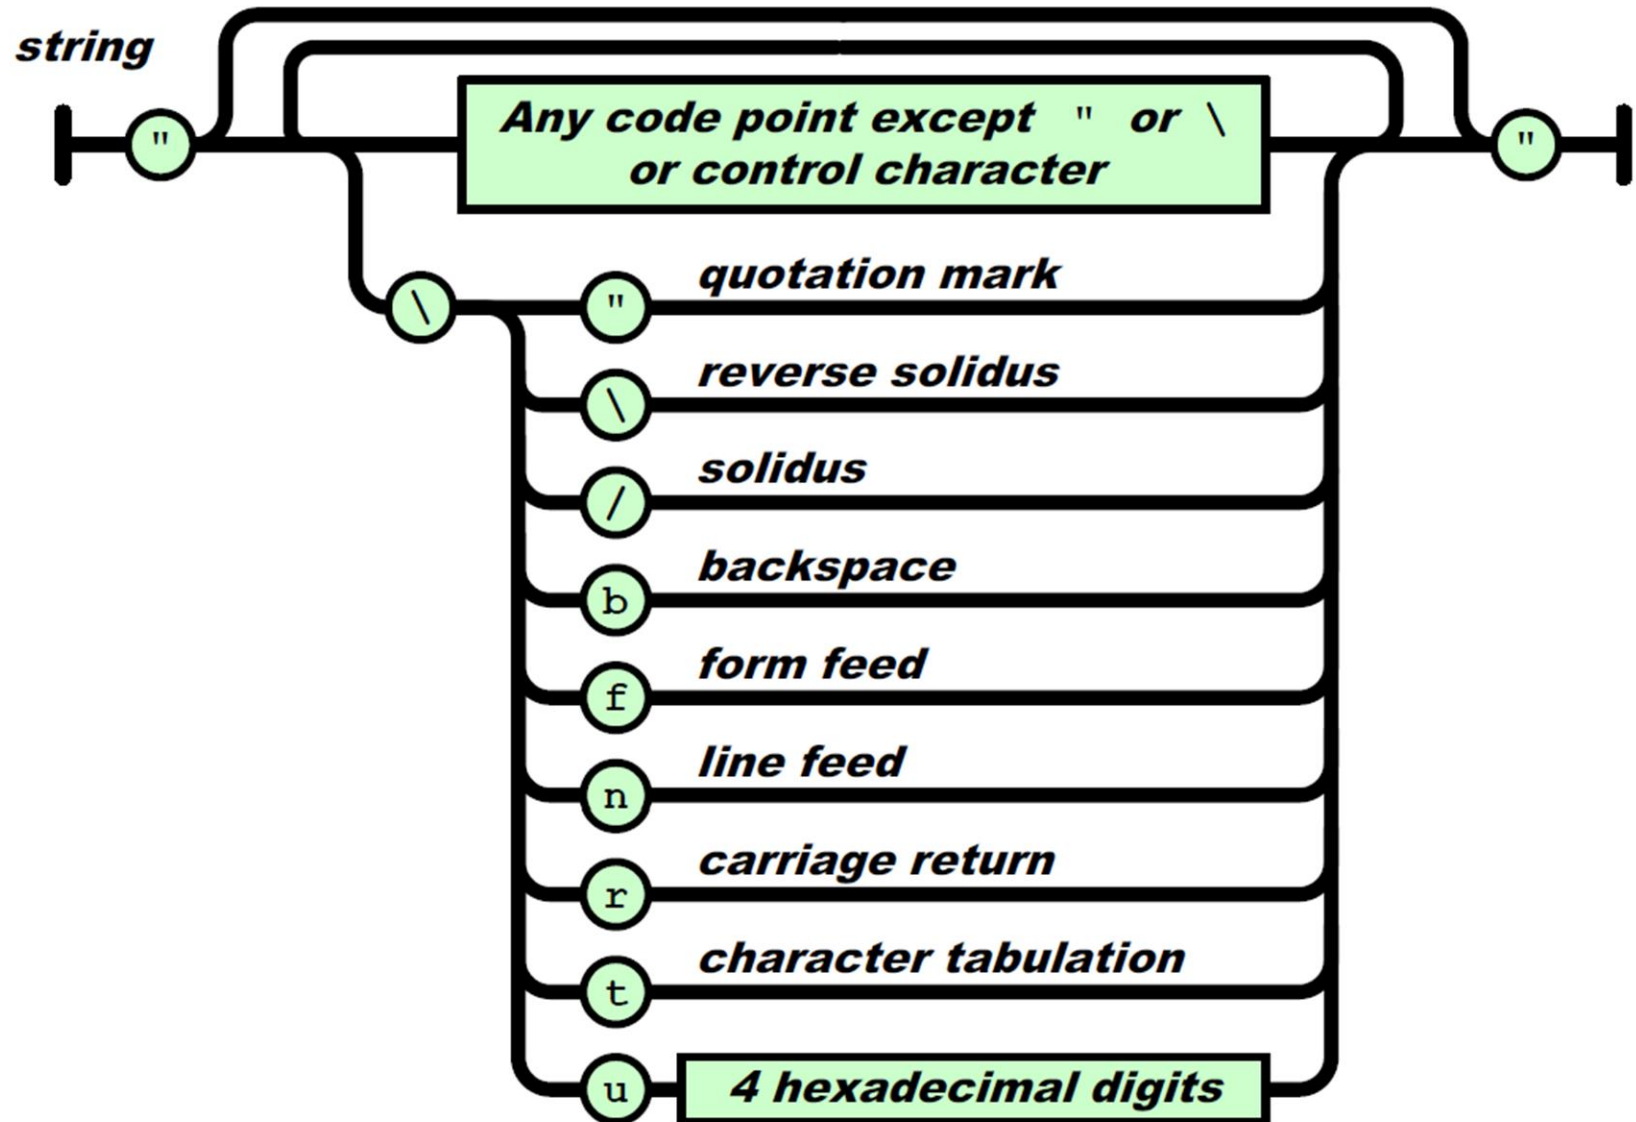 string
"
Any code point except " or \
or control character
"
\
" quotation mark
\ reverse solidus
/ solidus
b backspace
f form feed
n line feed
r carriage return
t character tabulation
u 4 hexadecimal digits